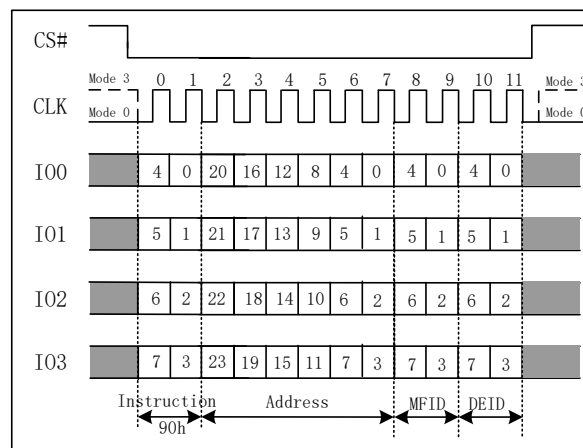 CS#
Mode 3 0 1 2 3 4 5 6 7 8 9 10 11 Mode 3
CLK
Mode 0 Mode 0
IO0 4 0 20 16 12 8 4 0 4 0 4 0
IO1 5 1 21 17 13 9 5 1 5 1 5 1
IO2 6 2 22 18 14 10 6 2 6 2 6 2
IO3 7 3 23 19 15 11 7 3 7 3 7 3
Instruction Address MFID DEID
90h